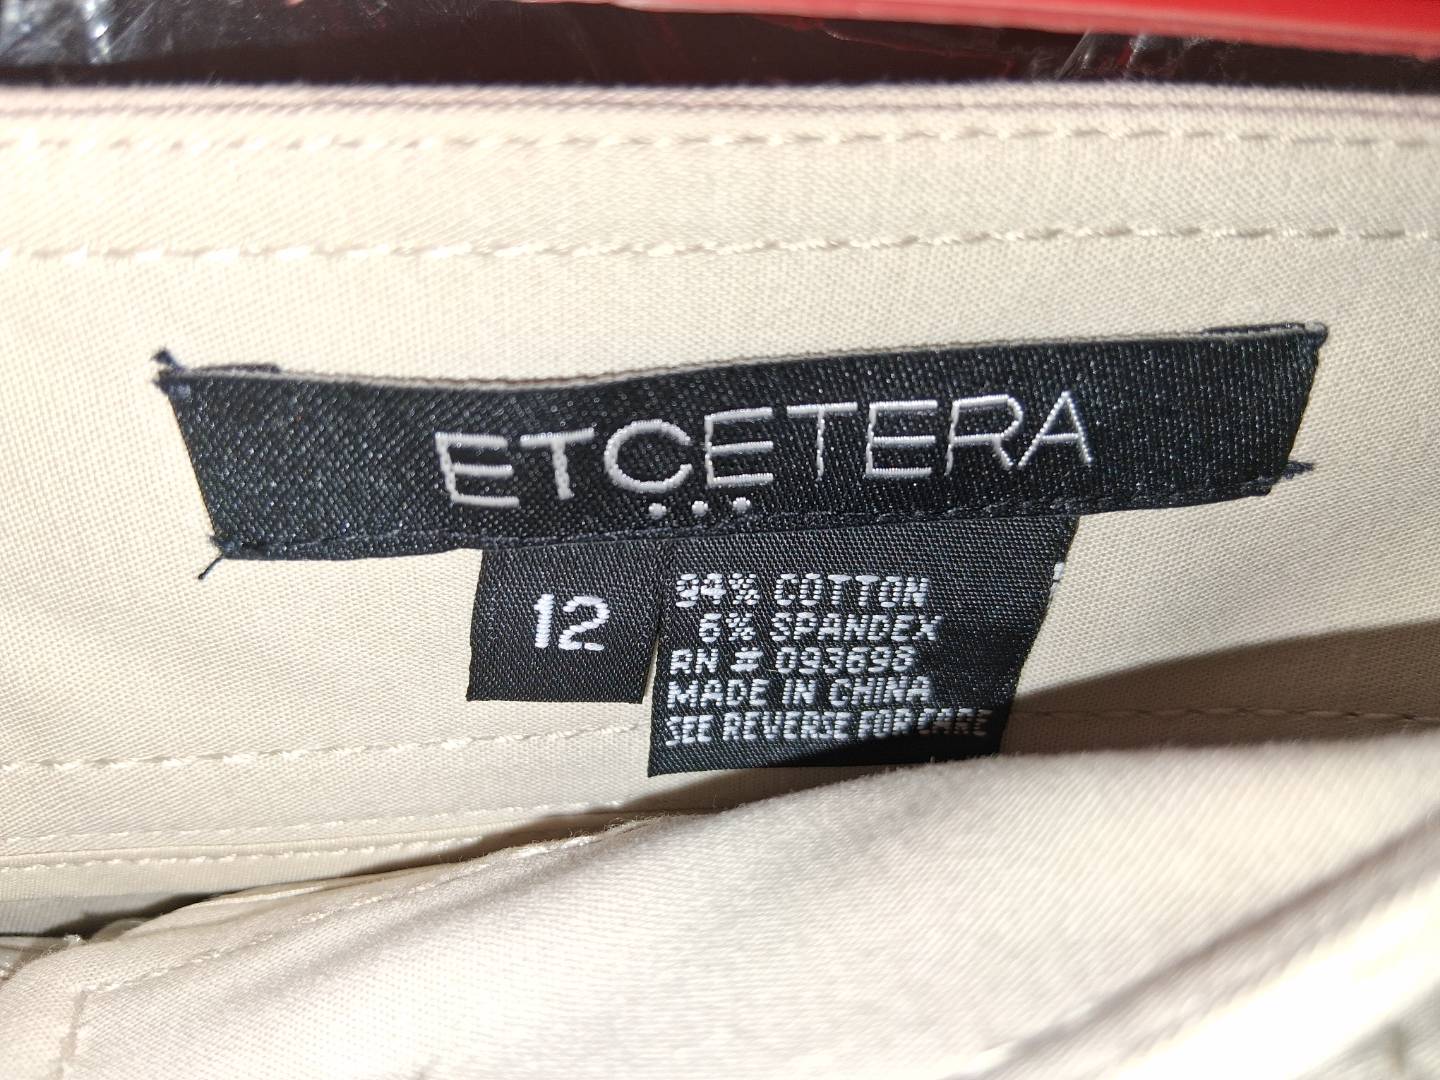 ETCETERA
...
12
94% COTTON
6% SPANDEX
RN # 093698
MADE IN CHINA
SEE REVERSE FOR CARE